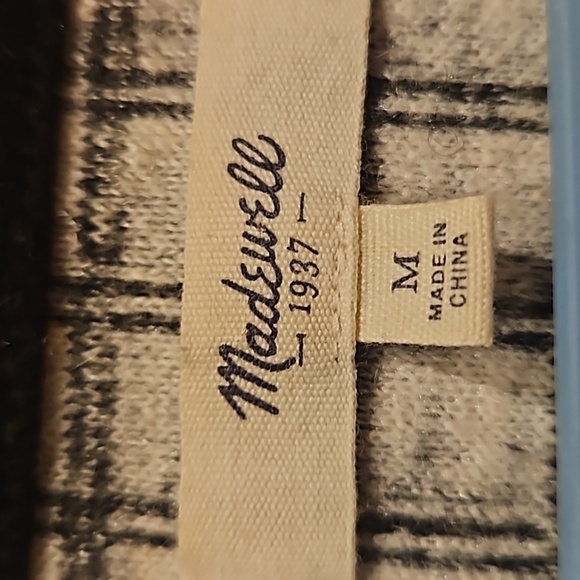 Madewell
— 1937 —
M
MADE IN
CHINA